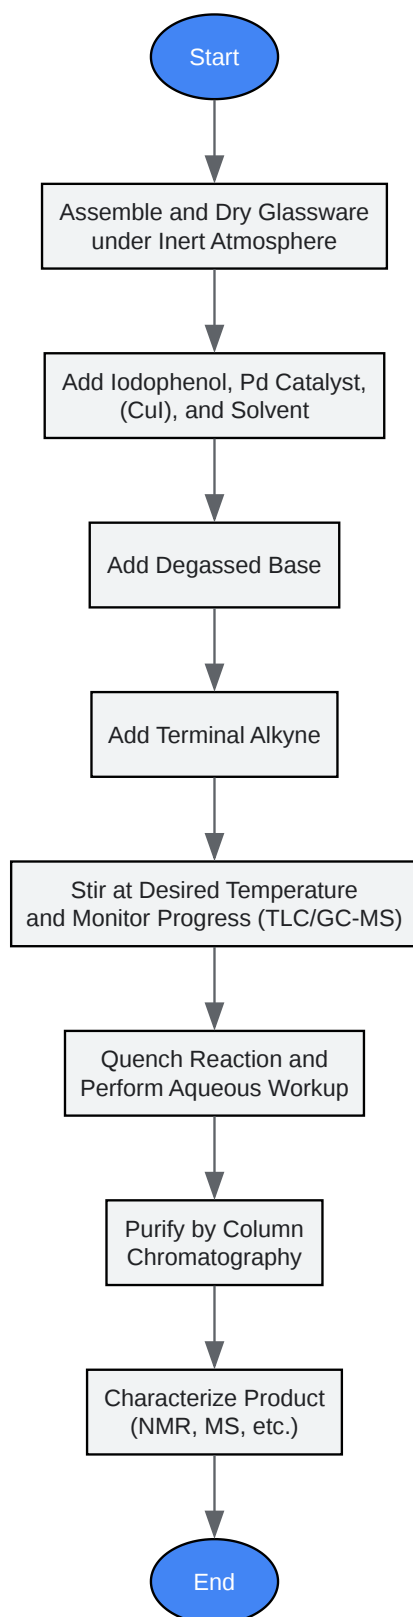 Start
Assemble and Dry Glassware
under Inert Atmosphere
Add Iodophenol, Pd Catalyst,
(CuI), and Solvent
Add Degassed Base
Add Terminal Alkyne
Stir at Desired Temperature
and Monitor Progress (TLC/GC-MS)
Quench Reaction and
Perform Aqueous Workup
Purify by Column
Chromatography
Characterize Product
(NMR, MS, etc.)
End